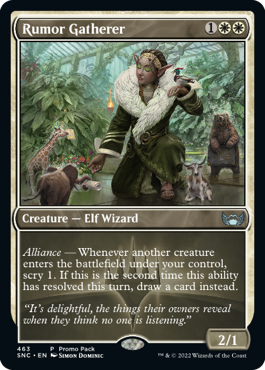 Rumor Gatherer 1
Creature — Elf Wizard
Alliance — Whenever another creature
enters the battlefield under your control,
scry 1. If this is the second time this ability
has resolved this turn, draw a card instead.
“It’s delightful, the things their owners reveal
when they think no one is listening.”
2/1
463 P Promo Pack
SNC • EN Simon Dominic
™ & © 2022 Wizards of the Coast